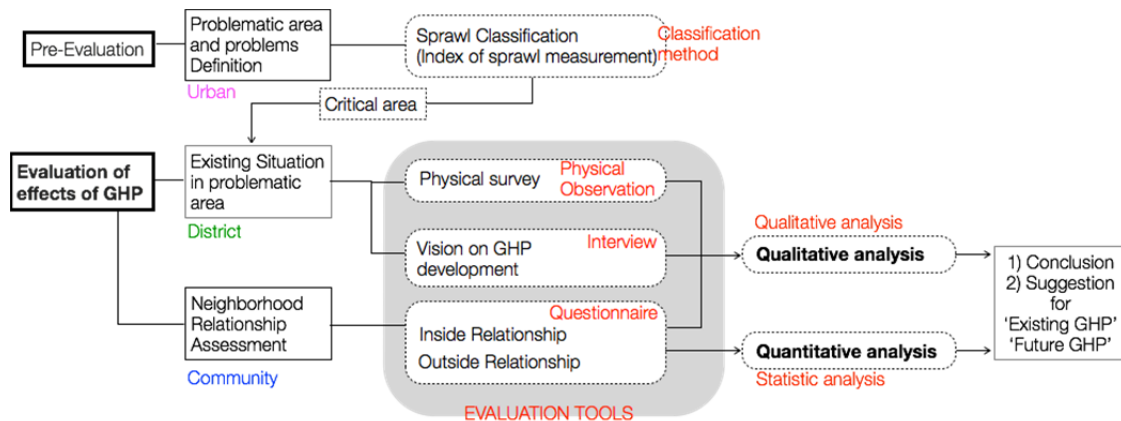 Pre-Evaluation
Problematic area
and problems
Definition
Urban
Sprawl Classification
(Index of sprawl measurement)
Classification
method
Critical area
Evaluation of
effects of GHP
Existing Situation
in problematic
area
District
Physical survey
Physical
Observation
Vision on GHP
development
Interview
Neighborhood
Relationship
Assessment
Community
Questionnaire
Inside Relationship
Outside Relationship
EVALUATION TOOLS
Qualitative analysis
Qualitative analysis
Quantitative analysis
Statistic analysis
1) Conclusion
2) Suggestion
for
‘Existing GHP’
‘Future GHP’